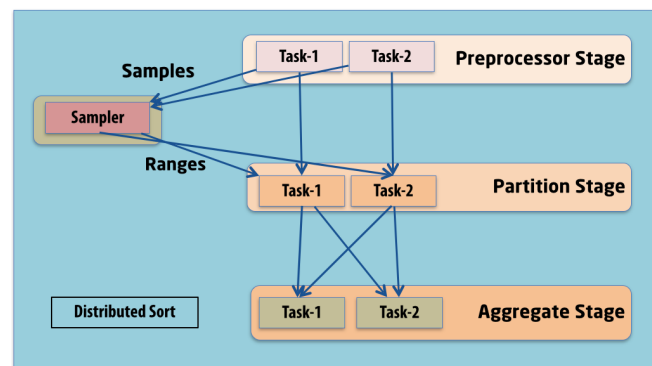 Task-1 Task-2 Preprocessor Stage
Samples
Sampler
Ranges
Task-1 Task-2 Partition Stage
Distributed Sort
Task-1 Task-2 Aggregate Stage